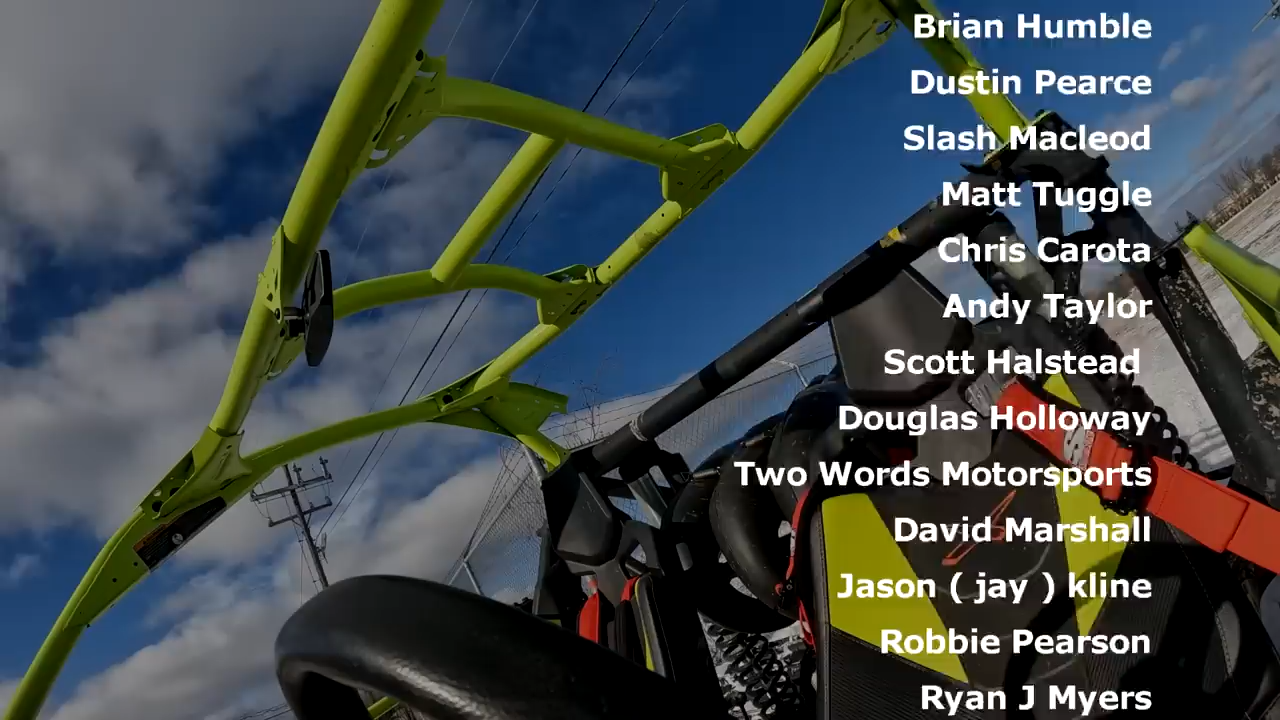 Brian Humble
Dustin Pearce
Slash Macleod
Matt Tuggle
Chris Carota
Andy Taylor
Scott Halstead
Douglas Holloway
Two Words Motorsports
David Marshall
Jason ( jay ) kline
Robbie Pearson
Ryan J Myers